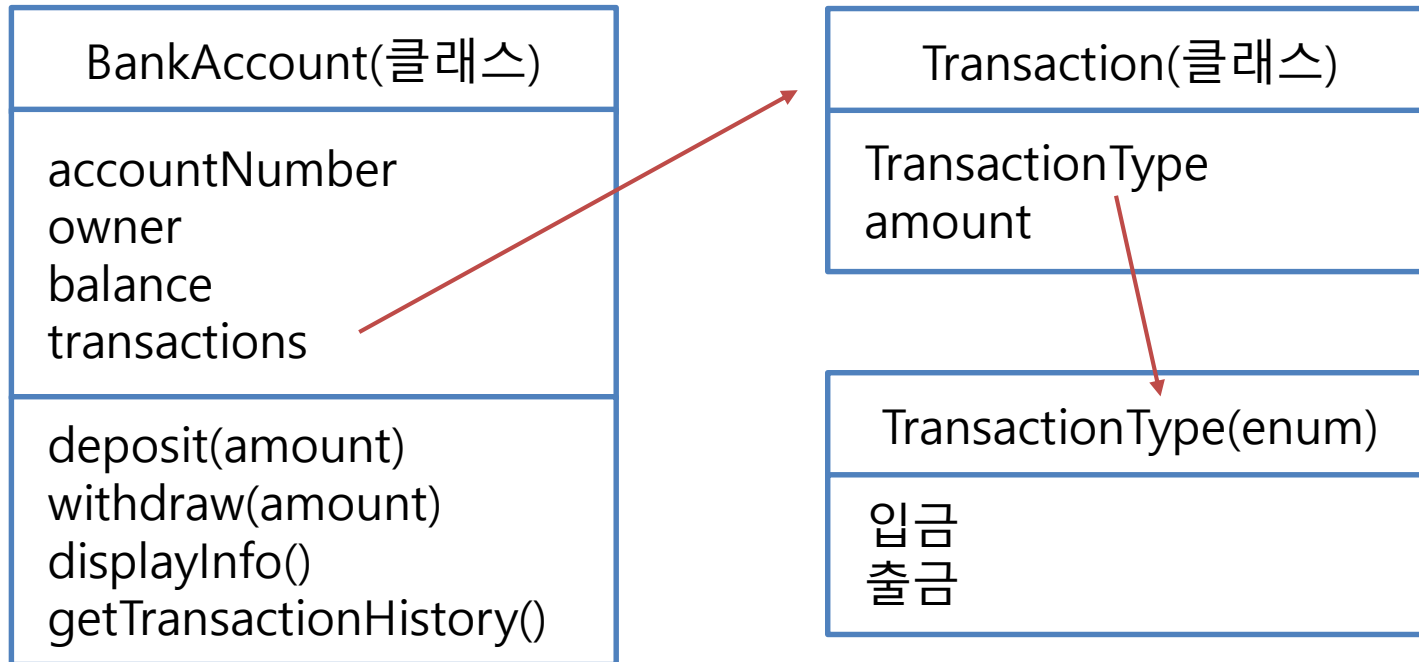 BankAccount(클래스)
accountNumber
owner
balance
transactions
deposit(amount)
withdraw(amount)
displayInfo()
getTransactionHistory()
Transaction(클래스)
TransactionType
amount
TransactionType(enum)
입금
출금